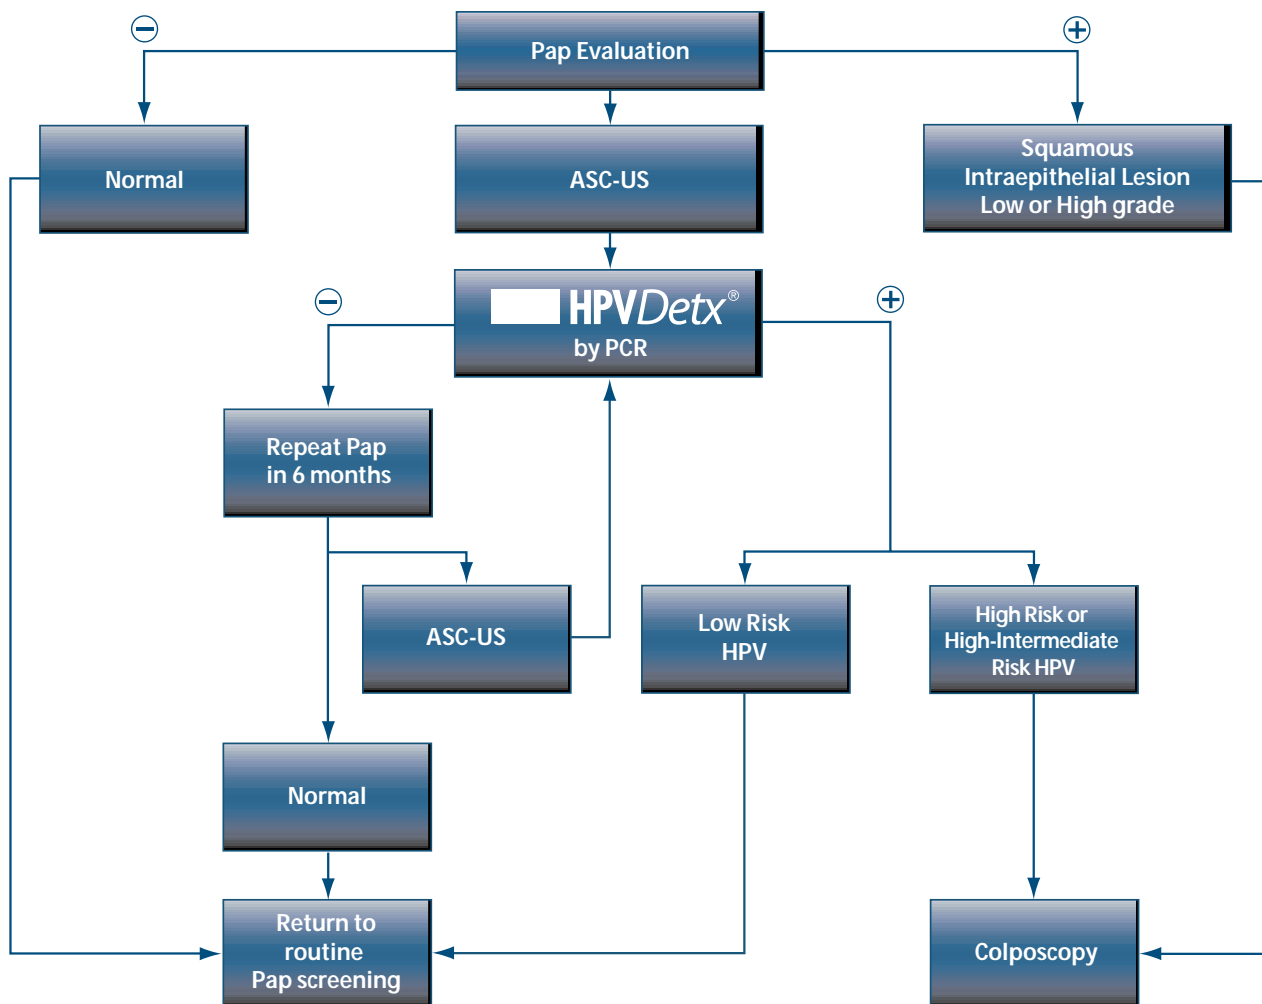 Pap Evaluation
Normal
ASC-US
Squamous
Intraepithelial Lesion
Low or High grade
HPVDetx®
by PCR
Repeat Pap
in 6 months
ASC-US
Low Risk
HPV
High Risk or
High-Intermediate
Risk HPV
Normal
Return to
routine
Pap screening
Colposcopy